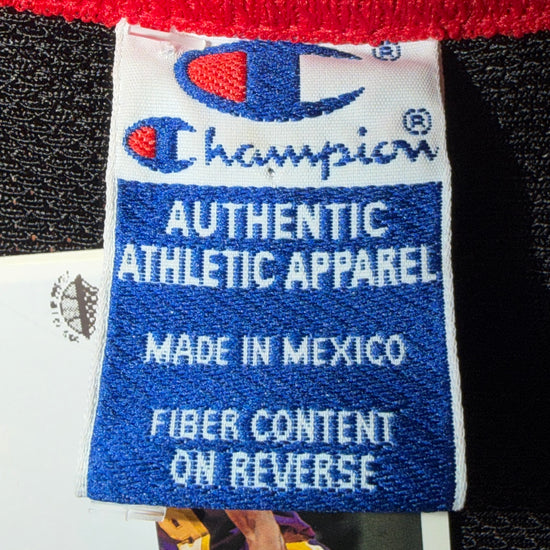 ®
Champion®
AUTHENTIC
ATHLETIC APPAREL
MADE IN MEXICO
FIBER CONTENT
ON REVERSE